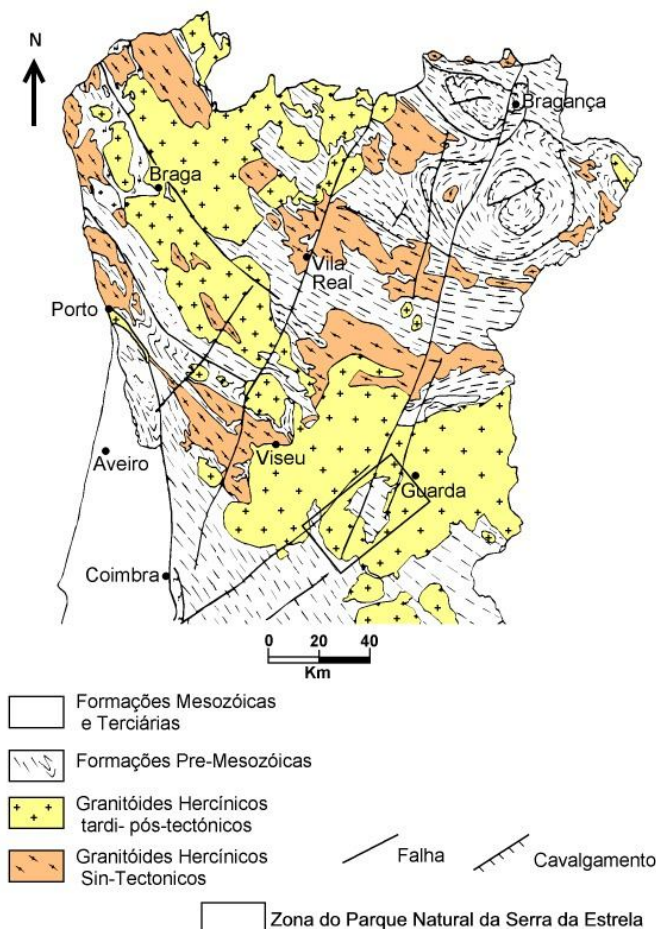 N
Bragança
Braga
Vila
Real
Porto
Aveiro
Viseu
Guarda
Coimbra
0 20 40
Km
Formações Mesozóicas
e Terciárias
Formações Pre-Mesozóicas
Granitóides Hercínicos
tardi- pós-tectónicos
Granitóides Hercínicos
Sin-Tectonicos
Falha
Cavalgamento
Zona do Parque Natural da Serra da Estrela